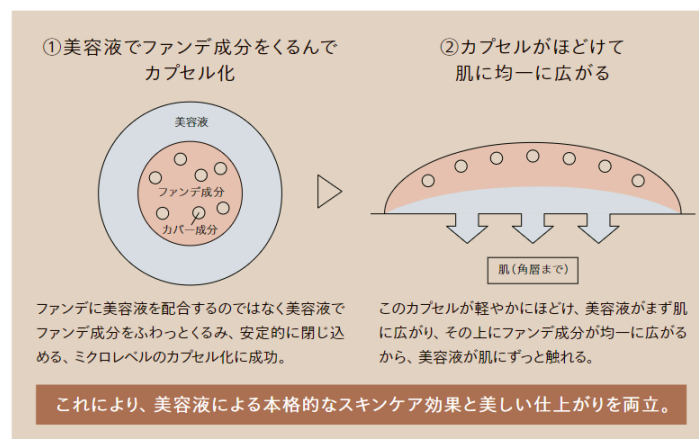 ①美容液でファンデ成分をくるんで
カプセル化
美容液
ファンデ成分
カバー成分
ファンデに美容液を配合するのではなく美容液で
ファンデ成分をふわっとくるみ、安定的に閉じ込
める、ミクロレベルのカプセル化に成功。
②カプセルがほどけて
肌に均一に広がる
肌(角層まで)
このカプセルが軽やかにほどけ、美容液がまず肌
に広がり、その上にファンデ成分が均一に広がる
から、美容液が肌にずっと触れる。
これにより、美容液による本格的なスキンケア効果と美しい仕上がりを両立。